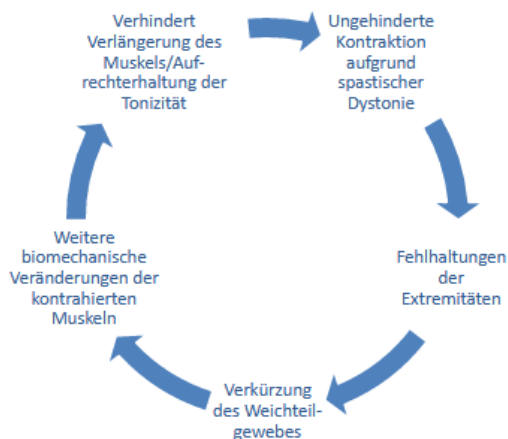 Verhindert
Verlängerung des
Muskels/Auf-
rechterhaltung der
Tonizität
Ungehinderte
Kontraktion
aufgrund
spastischer
Dystonie
Fehlhaltungen
der
Extremitäten
Verkürzung
des Weichteil-
gewebes
Weitere
biomechanische
Veränderungen der
kontrahierten
Muskeln